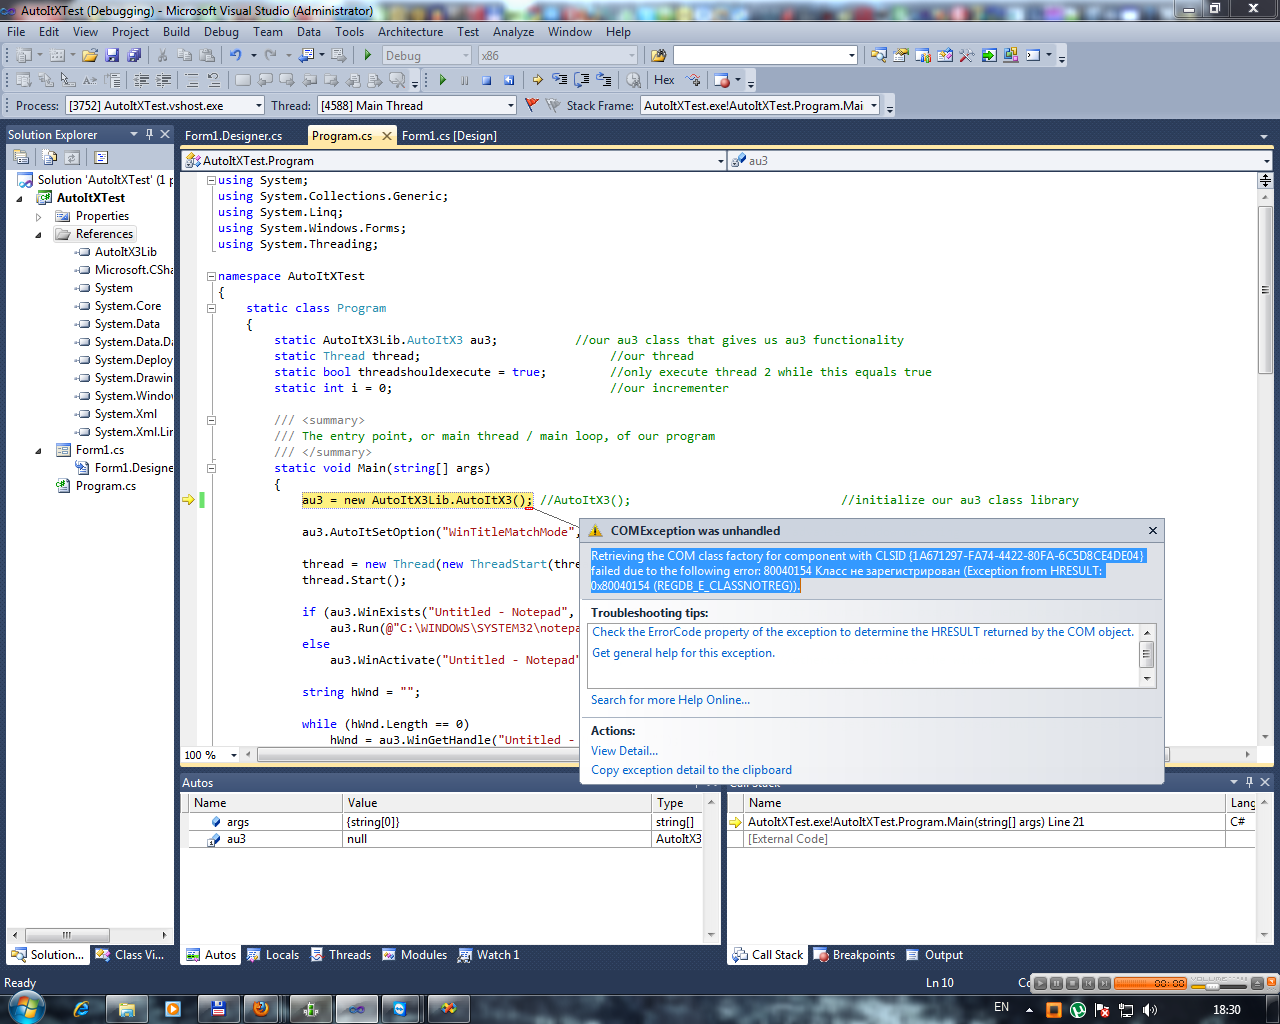 AutoItXTest (Debugging) - Microsoft Visual Studio (Administrator)
File Edit View Project Build Debug Team Data Tools Architecture Test Analyze Window Help
Debug x86
Hex
Process: [3752] AutoItXTest.vshost.exe Thread: [4588] Main Thread Stack Frame: AutoItXTest.exe!AutoItXTest.Program.Mai
Solution Explorer
Form1.Designer.cs Program.cs Form1.cs [Design]
AutoItXTest.Program au3
Solution 'AutoItXTest' (1 p
AutoItXTest
Properties
References
AutoItX3Lib
Microsoft.CSha
System
System.Core
System.Data
System.Data.Da
System.Deploy
System.Drawin
System.Window
System.Xml
System.Xml.Lin
Form1.cs
Form1.Designe
Program.cs
using System;
using System.Collections.Generic;
using System.Linq;
using System.Windows.Forms;
using System.Threading;
namespace AutoItXTest
{
static class Program
{
static AutoItX3Lib.AutoItX3 au3; //our au3 class that gives us au3 functionality
static Thread thread; //our thread
static bool threadshouldexecute = true; //only execute thread 2 while this equals true
static int i = 0; //our incrementer
/// <summary>
/// The entry point, or main thread / main loop, of our program
/// </summary>
static void Main(string[] args)
{
au3 = new AutoItX3Lib.AutoItX3(); //AutoItX3(); //initialize our au3 class library
au3.AutoItSetOption("WinTitleMatchMode",
thread = new Thread(new ThreadStart(thre
thread.Start();
if (au3.WinExists("Untitled - Notepad",
au3.Run(@"C:\WINDOWS\SYSTEM32\notepa
else
au3.WinActivate("Untitled - Notepad"
string hWnd = "";
while (hWnd.Length == 0)
hWnd = au3.WinGetHandle("Untitled -
100 %
COMException was unhandled
Retrieving the COM class factory for component with CLSID {1A671297-FA74-4422-80FA-6C5D8CE4DE04}
failed due to the following error: 80040154 Класс не зарегистрирован (Exception from HRESULT:
0x80040154 (REGDB_E_CLASSNOTREG)).
Troubleshooting tips:
Check the ErrorCode property of the exception to determine the HRESULT returned by the COM object.
Get general help for this exception.
Search for more Help Online...
Actions:
View Detail...
Copy exception detail to the clipboard
Autos
Name Value Type
args {string[0]} string[]
au3 null AutoItX3
Call Stack
Name Lang
AutoItXTest.exe!AutoItXTest.Program.Main(string[] args) Line 21 C#
[External Code]
Solution... Class Vi...
Autos Locals Threads Modules Watch 1
Call Stack Breakpoints Output
Ready Ln 10 Co
00:00 VOLUME
EN 18:30